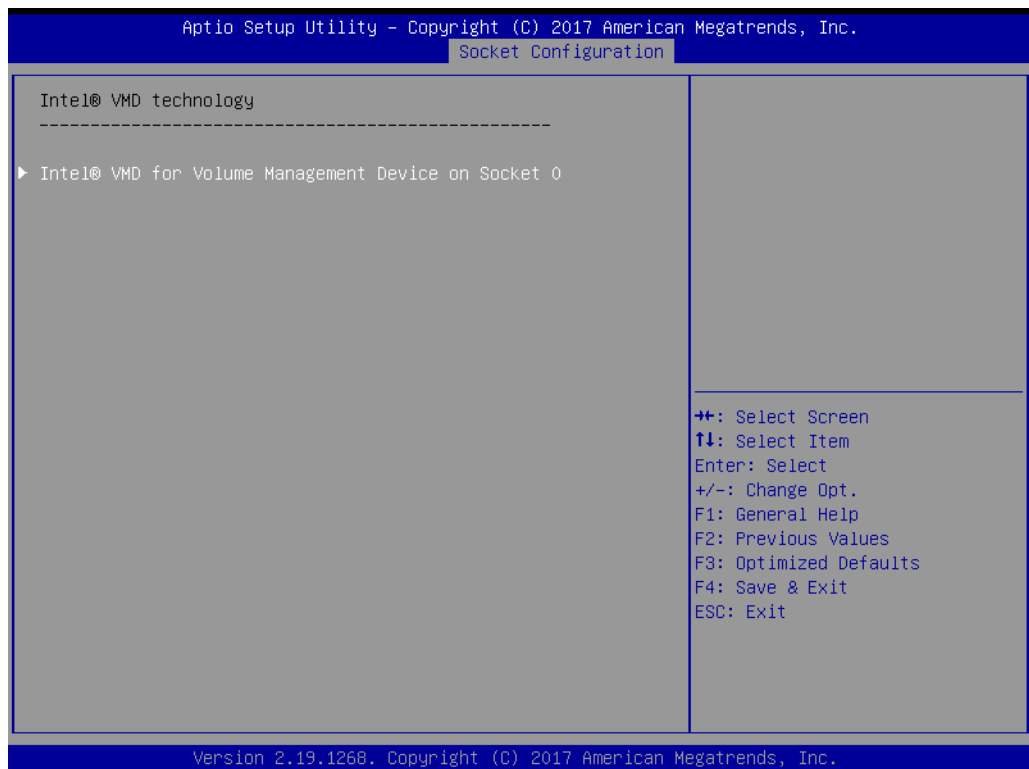 Aptio Setup Utility – Copyright (C) 2017 American Megatrends, Inc.
Socket Configuration
Intel® VMD technology
--------------------------------------------------
▶ Intel® VMD for Volume Management Device on Socket 0
→←: Select Screen
↑↓: Select Item
Enter: Select
+/-: Change Opt.
F1: General Help
F2: Previous Values
F3: Optimized Defaults
F4: Save & Exit
ESC: Exit
Version 2.19.1268. Copyright (C) 2017 American Megatrends, Inc.